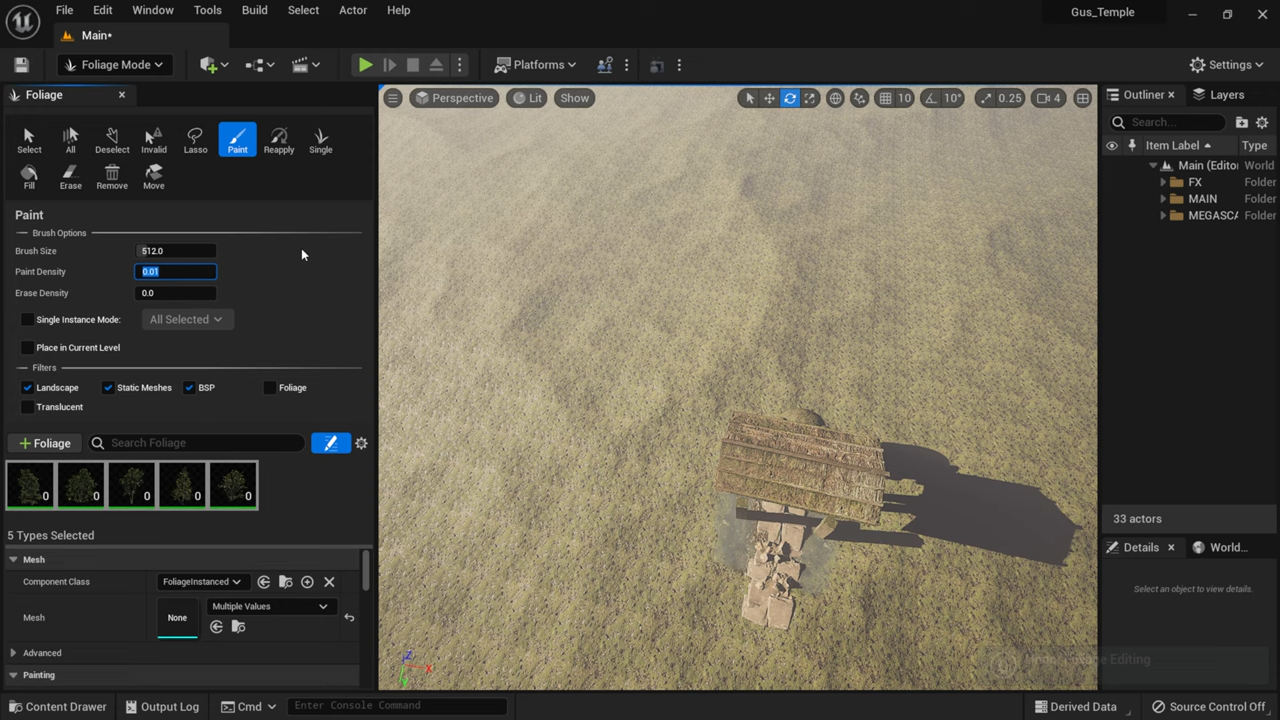 File Edit Window Tools Build Select Actor Help
Gus_Temple
Main*
Foliage Mode
Platforms
Settings
Foliage
Select All Deselect Invalid Lasso Paint Reapply Single
Fill Erase Remove Move
Paint
Brush Options
Brush Size 512.0
Paint Density 0.01
Erase Density 0.0
Single Instance Mode: All Selected
Place in Current Level
Filters
Landscape Static Meshes BSP Foliage
Translucent
+ Foliage Search Foliage
0 0 0 0 0
5 Types Selected
Mesh
Component Class FoliageInstanced
Mesh None Multiple Values
Advanced
Painting
Perspective Lit Show 10 10° 0.25 4
Z X Y
Outliner Layers
Search...
Item Label Type
Main (Edito World
FX Folder
MAIN Folder
MEGASCA Folder
33 actors
Details World...
Select an object to view details.
Content Drawer Output Log Cmd Enter Console Command Derived Data Source Control Off